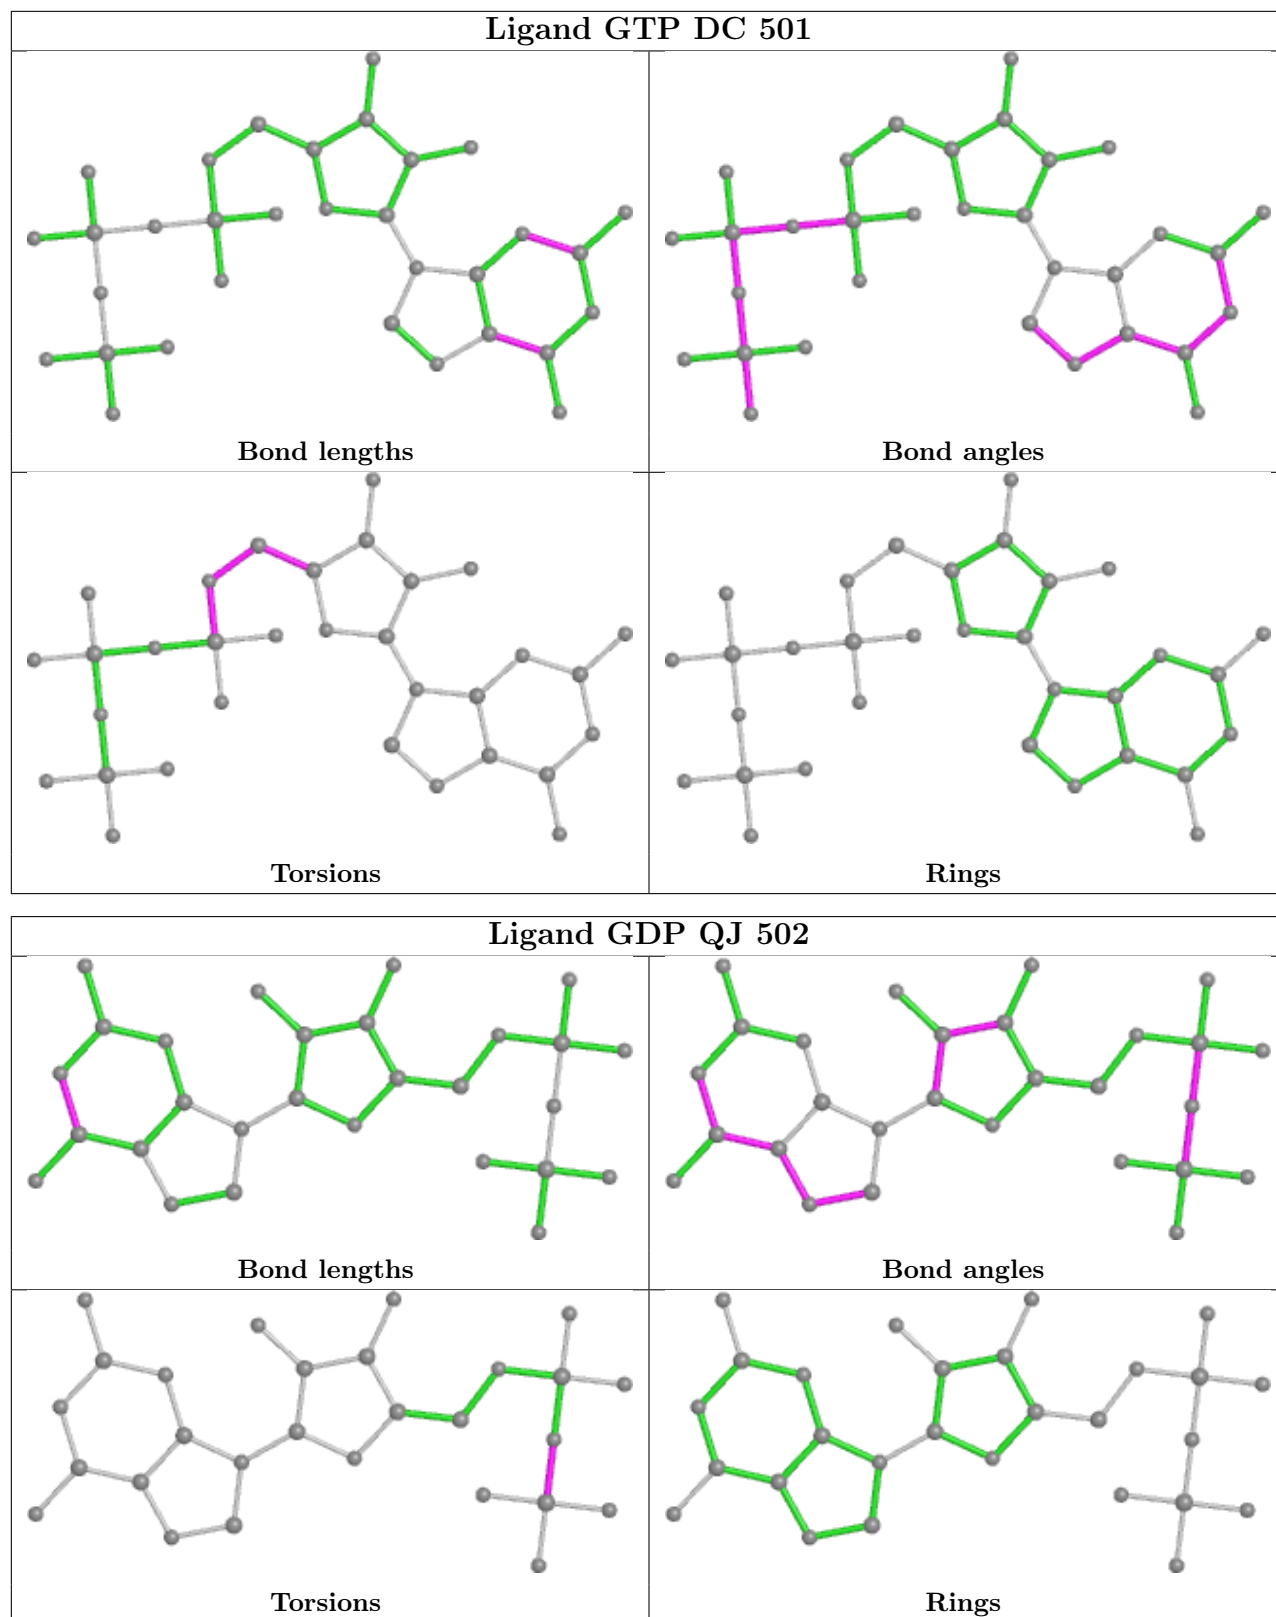 Ligand GTP DC 501
Bond lengths
Bond angles
Torsions
Rings
Ligand GDP QJ 502
Bond lengths
Bond angles
Torsions
Rings